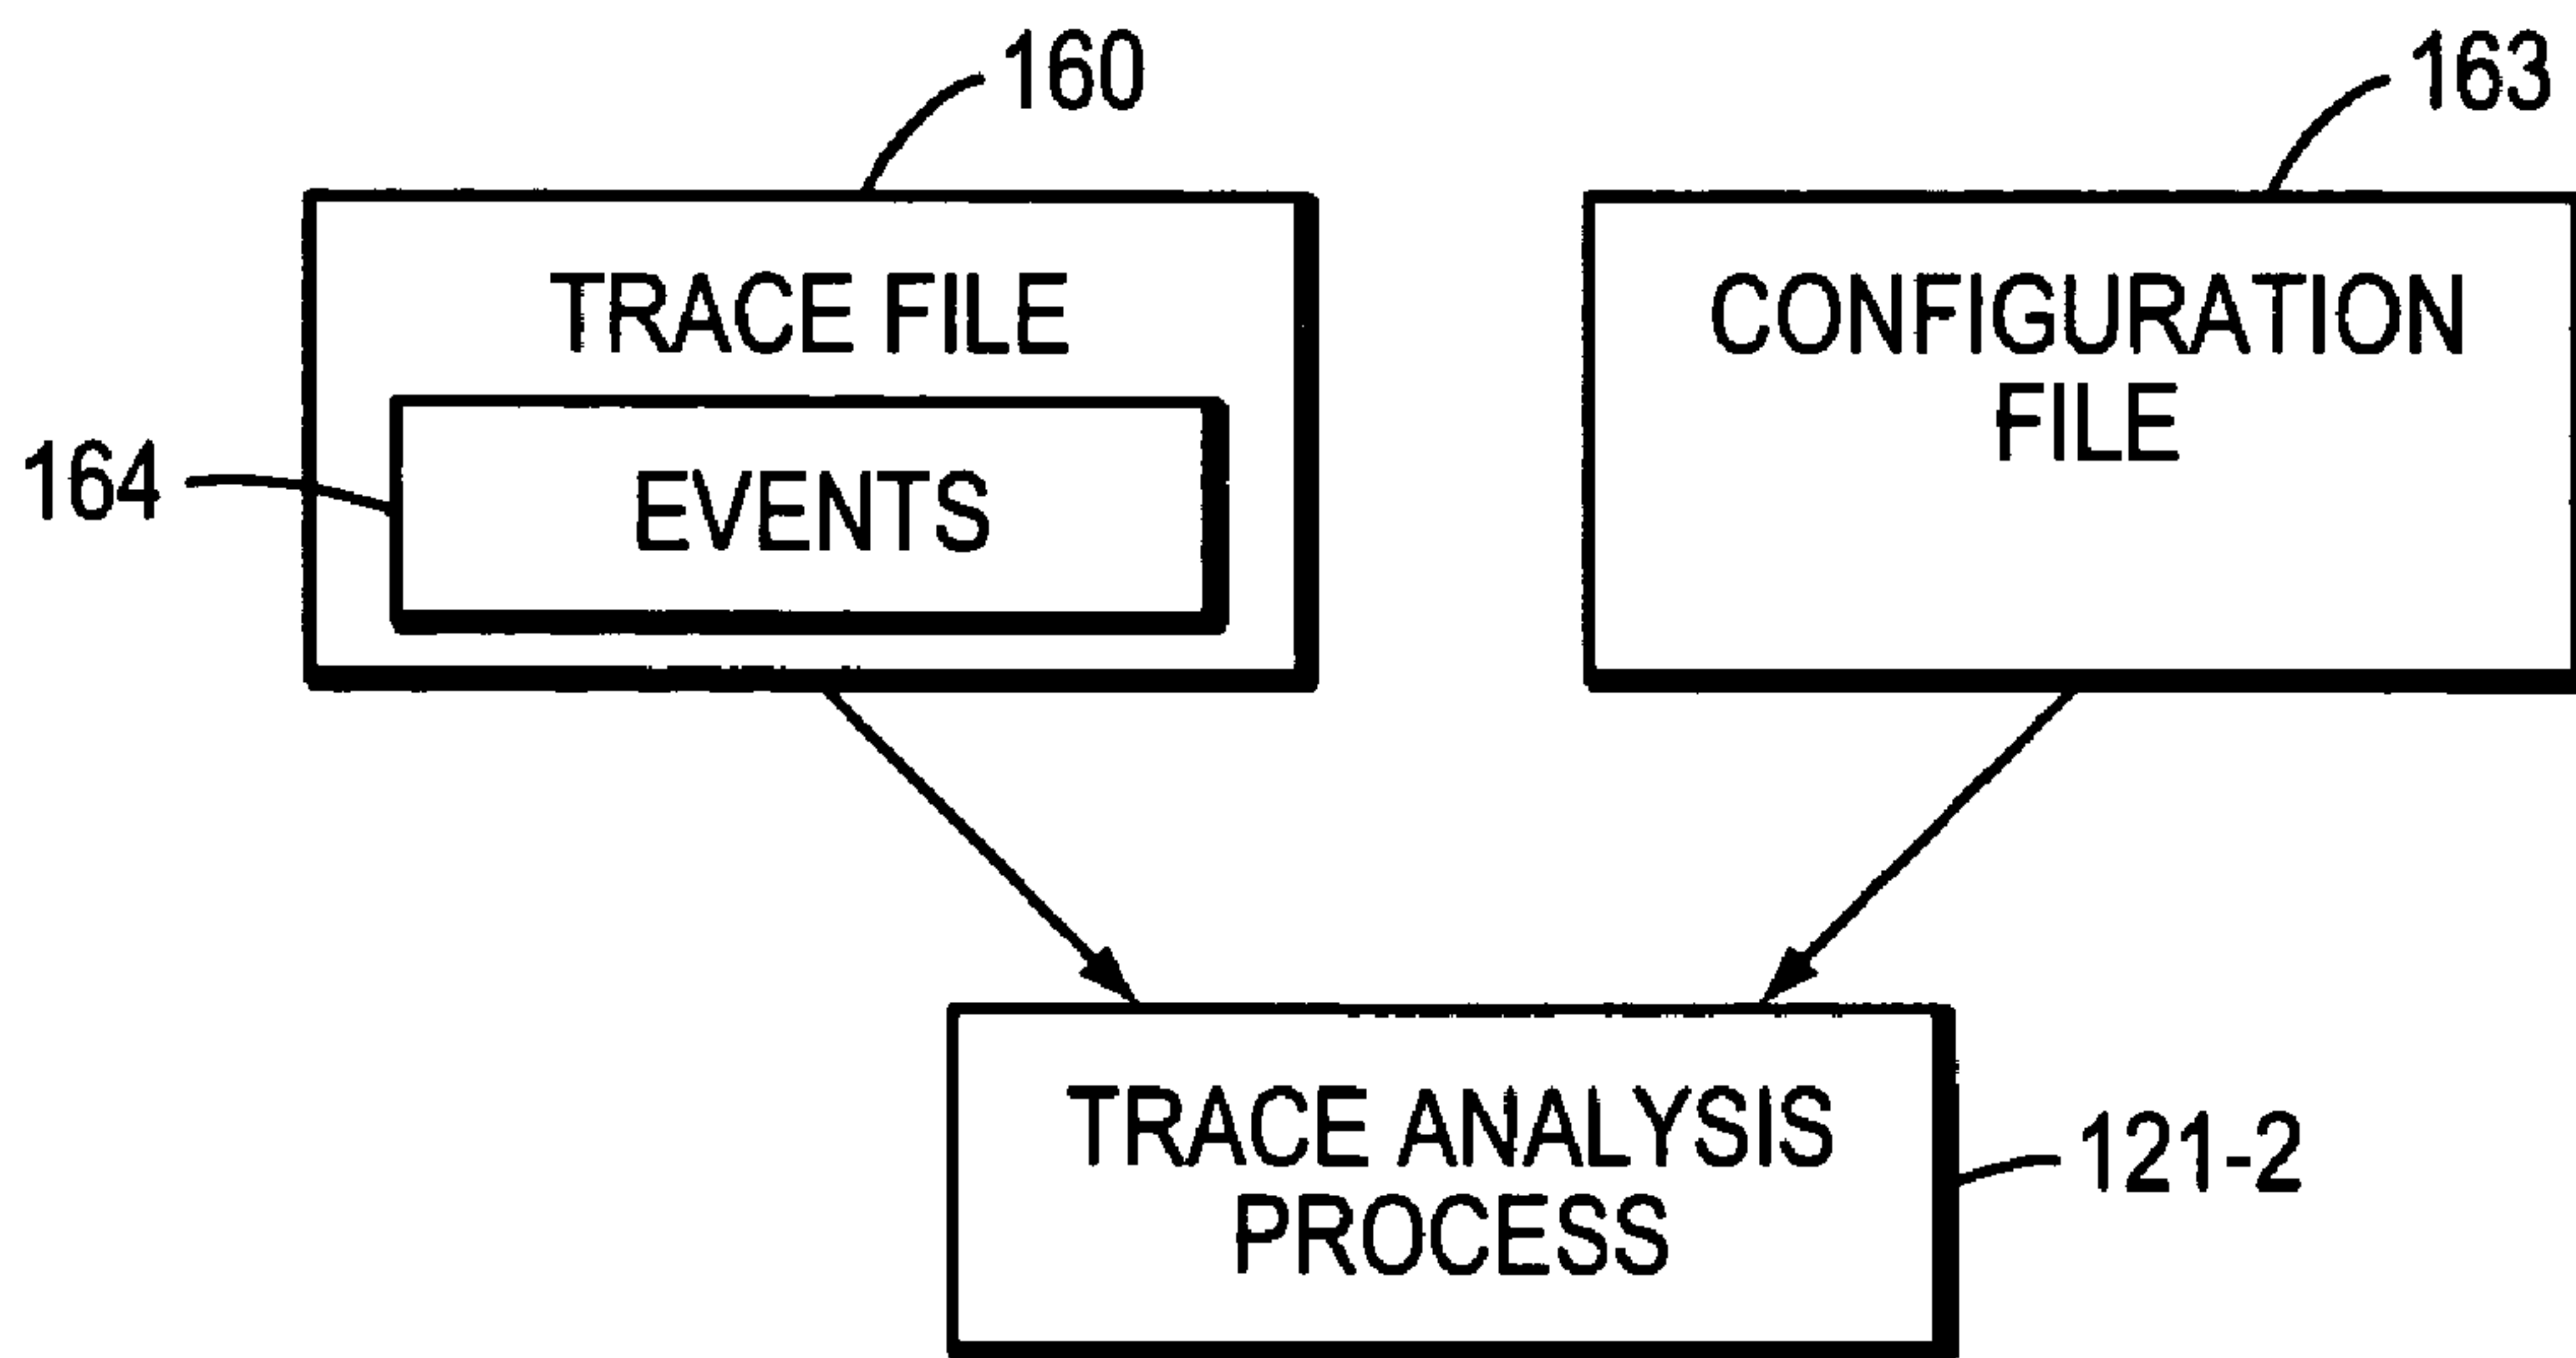 160
163
TRACE FILE
CONFIGURATION
FILE
164
EVENTS
TRACE ANALYSIS
PROCESS
121-2